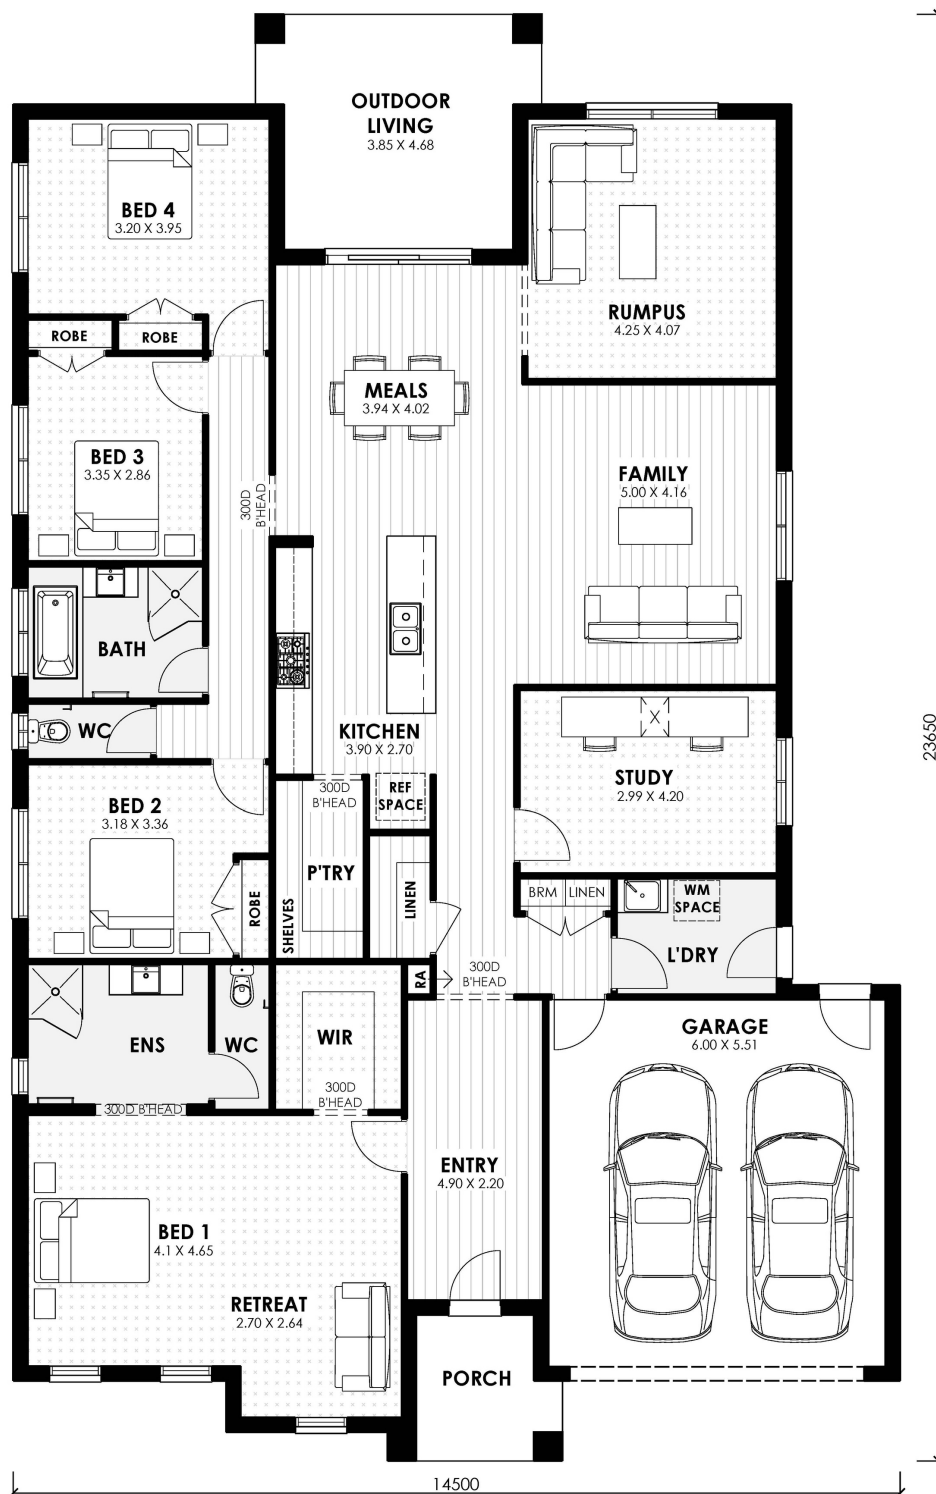 OUTDOOR
LIVING
3.85 X 4.68
BED 4
3.20 X 3.95
RUMPUS
4.25 X 4.07
ROBE
ROBE
MEALS
3.94 X 4.02
BED 3
3.35 X 2.86
FAMILY
5.00 X 4.16
300D
B'HEAD
BATH
WC
KITCHEN
3.90 X 2.70
23650
STUDY
2.99 X 4.20
X
300D
B'HEAD
REF
SPACE
BED 2
3.18 X 3.36
P'TRY
SHELVES
LINEN
ROBE
BRM
LINEN
WM
SPACE
L'DRY
RA
300D
B'HEAD
ENS
WC
WIR
300D
B'HEAD
300D B'HEAD
GARAGE
6.00 X 5.51
ENTRY
4.90 X 2.20
BED 1
4.1 X 4.65
RETREAT
2.70 X 2.64
PORCH
14500